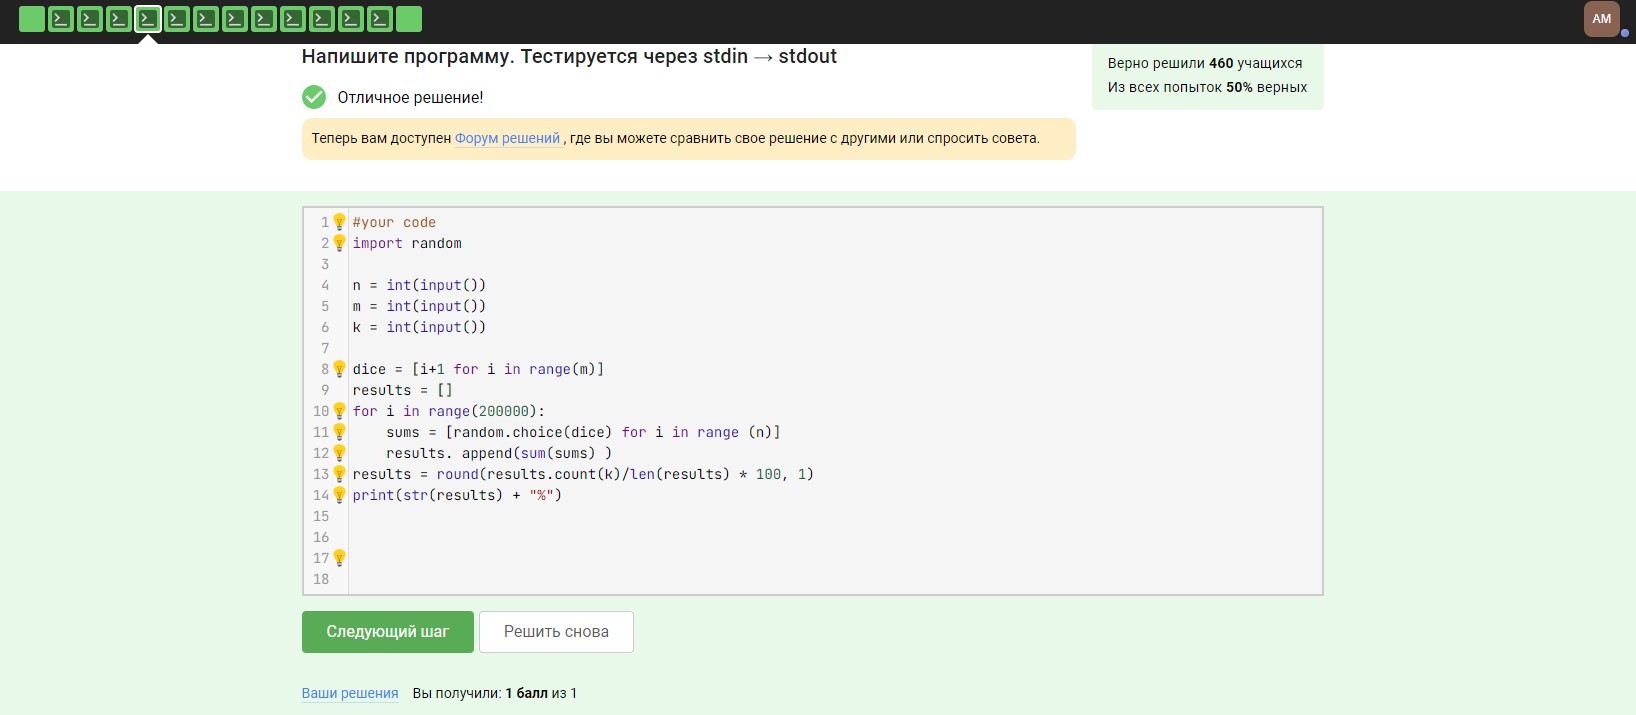 AM
Напишите программу. Тестируется через stdin → stdout
Верно решили 460 учащихся
Из всех попыток 50% верных
Отличное решение!
Теперь вам доступен Форум решений , где вы можете сравнить свое решение с другими или спросить совета.
1 #your code
2 import random
3
4 n = int(input())
5 m = int(input())
6 k = int(input())
7
8 dice = [i+1 for i in range(m)]
9 results = []
10 for i in range(200000):
11     sums = [random.choice(dice) for i in range (n)]
12     results. append(sum(sums) )
13 results = round(results.count(k)/len(results) * 100, 1)
14 print(str(results) + "%")
15
16
17
18
Следующий шаг Решить снова
Ваши решения Вы получили: 1 балл из 1